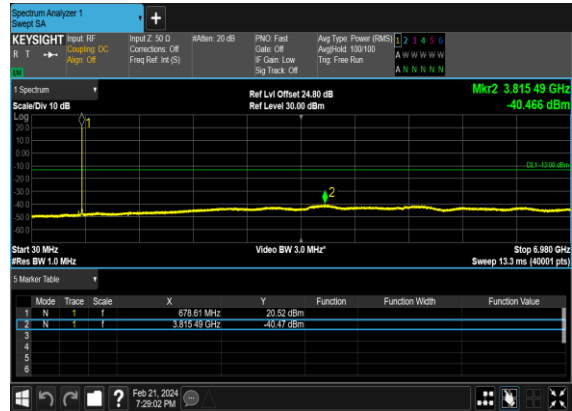 Spectrum Analyzer 1
Swept SA
+
KEYSIGHT
R T
LW
Input: RF
Coupling: DC
Align: Off
Input Z: 50 Ω
Corrections: Off
Freq Ref: Int (S)
#Atten: 20 dB
PNO: Fast
Gate: Off
IF Gain: Low
Sig Track: Off
Avg Type: Power (RMS)
Avg|Hold: 100/100
Trig: Free Run
1 2 3 4 5 6
A W W W W W
A N N N N N
1 Spectrum
Scale/Div 10 dB
Ref Lvl Offset 24.80 dB
Ref Level 30.00 dBm
Mkr2 3.815 49 GHz
-40.466 dBm
Log
20.0
10.0
0.00
-10.0
-20.0
-30.0
-40.0
-50.0
-60.0
1
2
DL1 -13.00 dBm
Start 30 MHz
#Res BW 1.0 MHz
Video BW 3.0 MHz*
Stop 6.980 GHz
Sweep 13.3 ms (40001 pts)
5 Marker Table
Mode Trace Scale X Y Function Function Width Function Value
1 N 1 f 678.61 MHz 20.52 dBm
2 N 1 f 3.815 49 GHz -40.47 dBm
3
4
5
6
?
Feb 21, 2024
7:29:02 PM